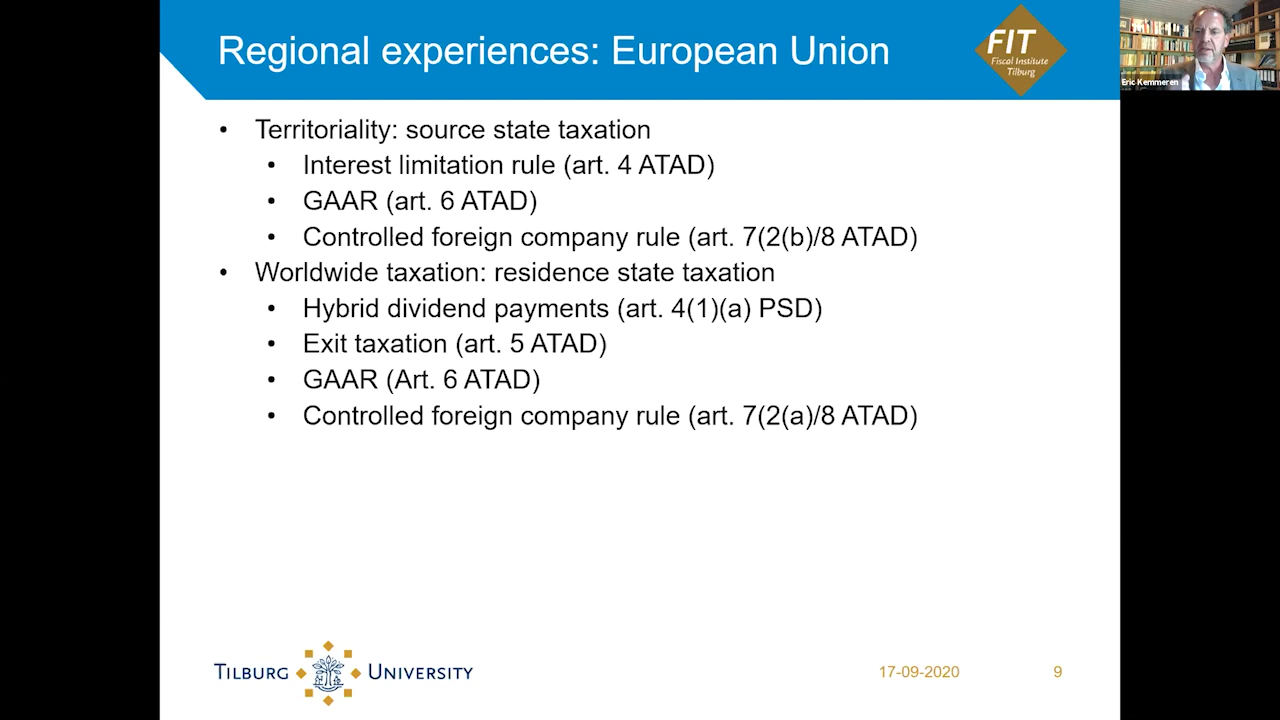 Regional experiences: European Union
FIT
Fiscal Institute
Tilburg
Eric Kemmeren
• Territoriality: source state taxation
• Interest limitation rule (art. 4 ATAD)
• GAAR (art. 6 ATAD)
• Controlled foreign company rule (art. 7(2(b)/8 ATAD)
• Worldwide taxation: residence state taxation
• Hybrid dividend payments (art. 4(1)(a) PSD)
• Exit taxation (art. 5 ATAD)
• GAAR (Art. 6 ATAD)
• Controlled foreign company rule (art. 7(2(a)/8 ATAD)
TILBURG UNIVERSITY
17-09-2020
9